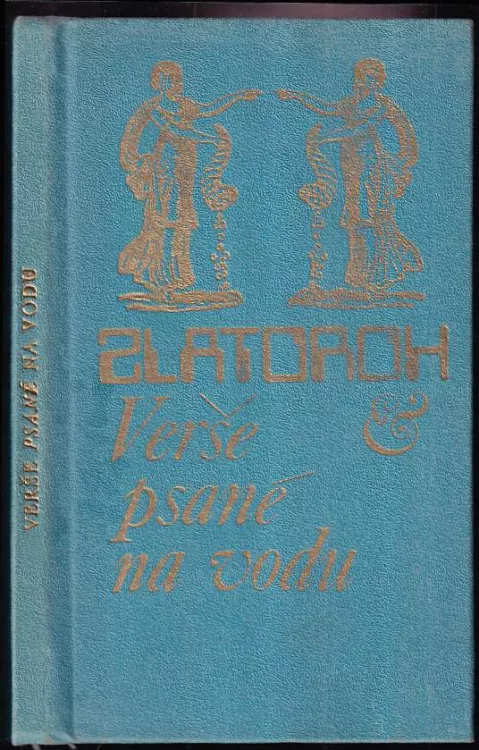 VERŠE PSANÉ NA VODU
ZLATOROH
Verše &
psané
na vodu